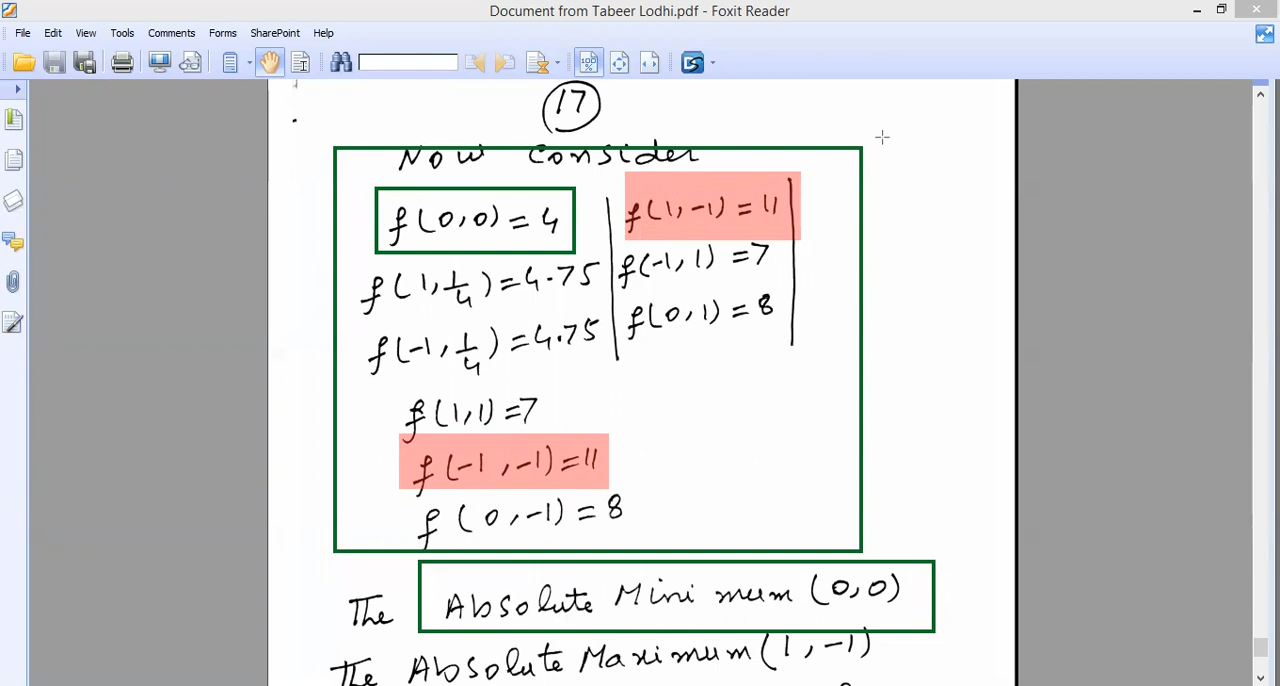 Document from Tabeer Lodhi.pdf - Foxit Reader
File Edit View Tools Comments Forms SharePoint Help
17
Now Consider
f(0,0) = 4
f(1, 1/4) = 4.75
f(-1, 1/4) = 4.75
f(1,1) = 7
f(-1,-1) = 11
f(0,-1) = 8
f(1,-1) = 11
f(-1,1) = 7
f(0,1) = 8
The Absolute Minimum (0,0)
The Absolute Maximum (1,-1)